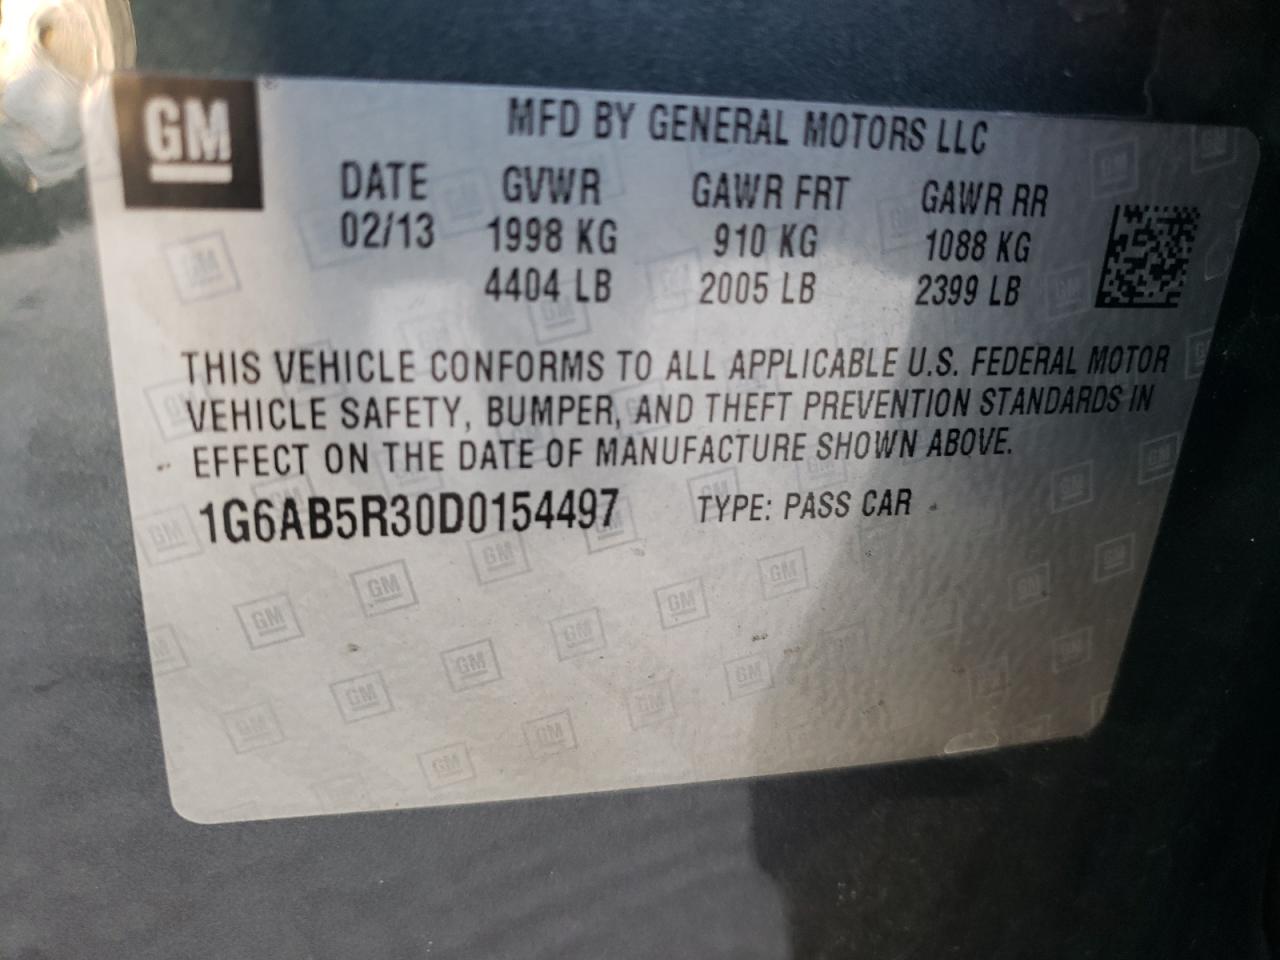 GM
MFD BY GENERAL MOTORS LLC
DATE GVWR GAWR FRT GAWR RR
02/13 1998 KG 910 KG 1088 KG
4404 LB 2005 LB 2399 LB
THIS VEHICLE CONFORMS TO ALL APPLICABLE U.S. FEDERAL MOTOR
VEHICLE SAFETY, BUMPER, AND THEFT PREVENTION STANDARDS IN
EFFECT ON THE DATE OF MANUFACTURE SHOWN ABOVE.
1G6AB5R30D0154497 TYPE: PASS CAR